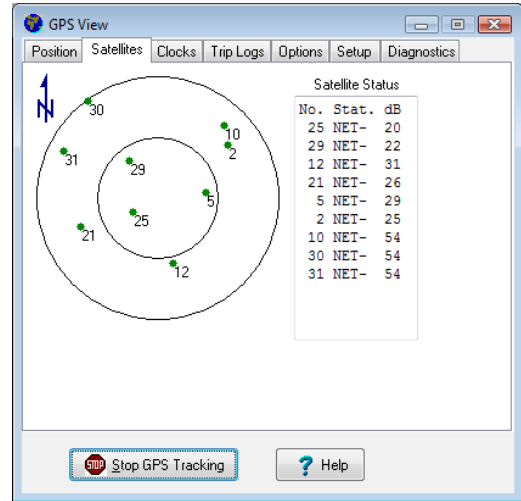 GPS View
Position Satellites Clocks Trip Logs Options Setup Diagnostics
N
30
10
2
31
29
5
25
21
12
Satellite Status
No. Stat. dB
25 NET- 20
29 NET- 22
12 NET- 31
21 NET- 26
5 NET- 29
2 NET- 25
10 NET- 54
30 NET- 54
31 NET- 54
STOP Stop GPS Tracking
? Help